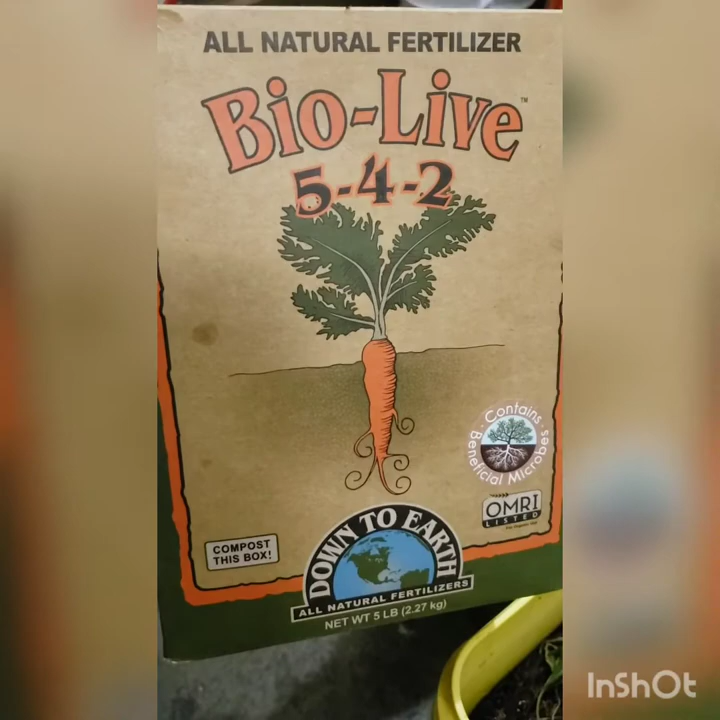 ALL NATURAL FERTILIZER
Bio-Live™
5-4-2
Contains
Beneficial Microbes
OMRI
LISTED
COMPOST
THIS BOX!
DOWN TO EARTH
ALL NATURAL FERTILIZERS
NET WT 5 LB (2.27 kg)
InShOt